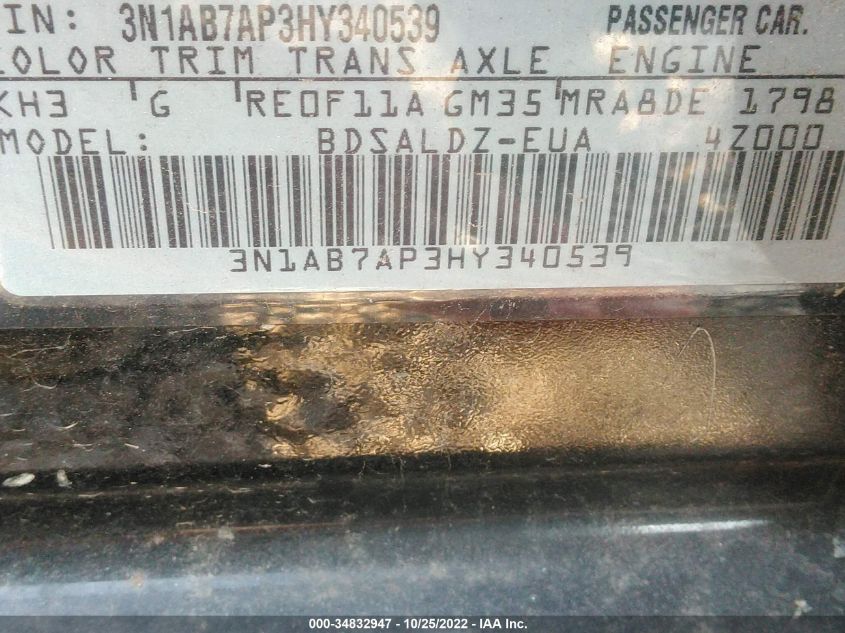 IN: 3N1AB7AP3HY340539 PASSENGER CAR.
COLOR TRIM TRANS AXLE ENGINE
KH3 G RE0F11A GM35 MRA8DE 1798
MODEL: BDSALDZ-EUA 4Z000
3N1AB7AP3HY340539
000-34832947 - 10/25/2022 - IAA Inc.